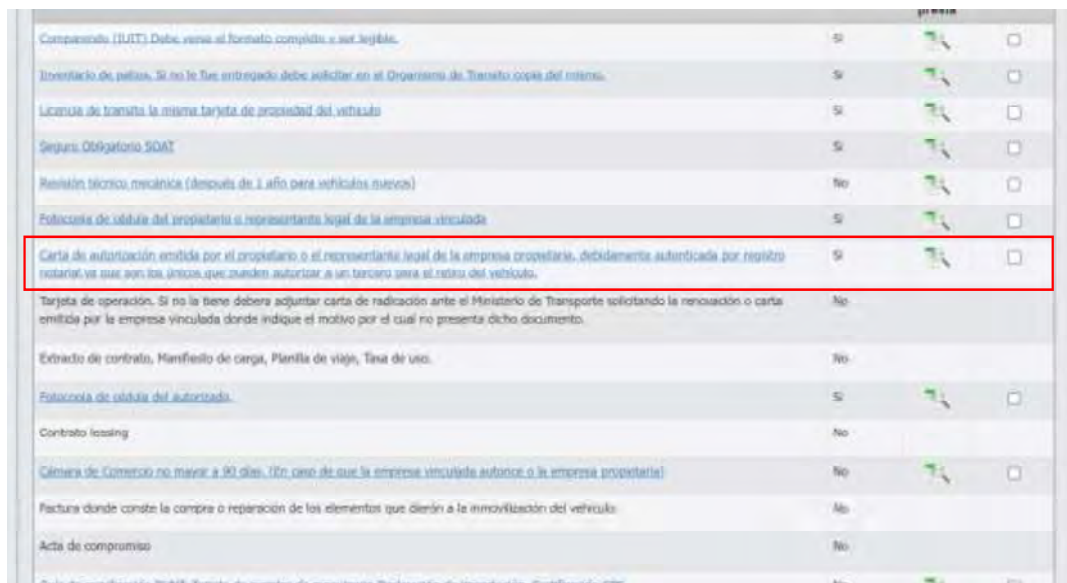 previa
Comparendo (IUIT) Debe verse el formato completo y ser legible. Si
Inventario de patios. Si no le fue entregado debe solicitar en el Organismo de Transito copia del mismo. Si
Licencia de transito la misma tarjeta de propiedad del vehiculo Si
Seguro Obligatorio SOAT Si
Revisión técnico mecánica (después de 1 año para vehículos nuevos) No
Fotocopia de cédula del propietario o representante legal de la empresa vinculada Si
Carta de autorización emitida por el propietario o el representante legal de la empresa propietaria, debidamente autenticada por registro Si
notarial ya que son los únicos que pueden autorizar a un tercero para el retiro del vehículo.
Tarjeta de operación. Si no la tiene debera adjuntar carta de radicación ante el Ministerio de Transporte solicitando la renovación o carta No
emitida por la empresa vinculada donde indique el motivo por el cual no presenta dicho documento.
Extracto de contrato, Manifiesto de carga, Planilla de viaje, Tasa de uso. No
Fotocopia de cédula del autorizado. Si
Contrato leasing No
Cámara de Comercio no mayor a 90 días. (En caso de que la empresa vinculada autorice o la empresa propietaria) No
Factura donde conste la compra o reparación de los elementos que dierón a la inmovilización del vehiculo No
Acta de compromiso No
No